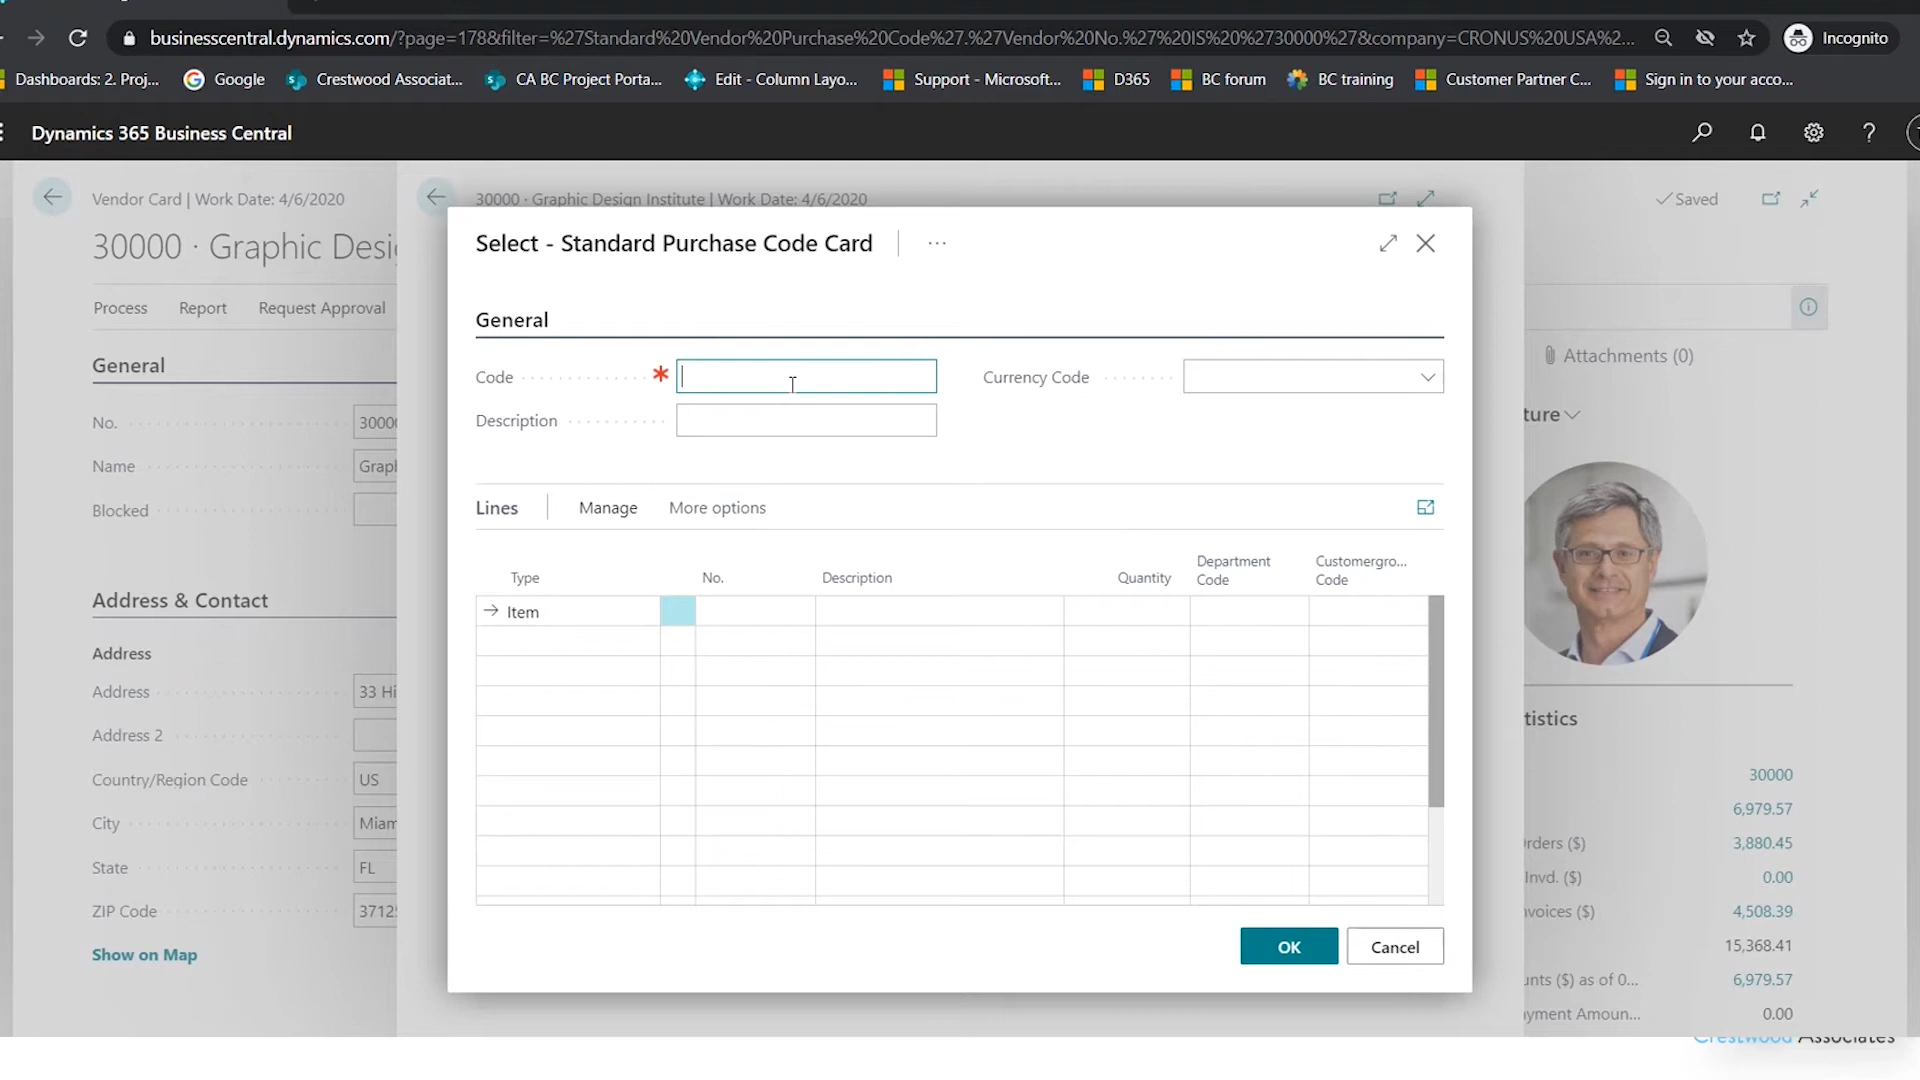 businesscentral.dynamics.com/?page=178&filter=%27Standard%20Vendor%20Purchase%20Code%27.%27Vendor%20No.%27%20IS%20%2730000%27&company=CRONUS%20USA%2...
Incognito
Dashboards: 2. Proj...
Google
Crestwood Associat...
CA BC Project Porta...
Edit - Column Layo...
Support - Microsoft...
D365
BC forum
BC training
Customer Partner C...
Sign in to your acco...
Dynamics 365 Business Central
Vendor Card | Work Date: 4/6/2020
30000 · Graphic Design Institute | Work Date: 4/6/2020
Saved
30000 · Graphic Desi
Process
Report
Request Approval
General
No.
3000
Name
Grap
Blocked
Address & Contact
Address
Address
33 Hi
Address 2
Country/Region Code
US
City
Miam
State
FL
ZIP Code
3712
Show on Map
Select - Standard Purchase Code Card
...
General
Code
*
Currency Code
Description
Lines
Manage
More options
Type
No.
Description
Quantity
Department Code
Customergro... Code
Item
OK
Cancel
Attachments (0)
ture
tistics
30000
6,979.57
rders ($)
3,880.45
Invd. ($)
0.00
nvoices ($)
4,508.39
15,368.41
unts ($) as of 0...
6,979.57
yment Amoun...
0.00
Crestwood Associates